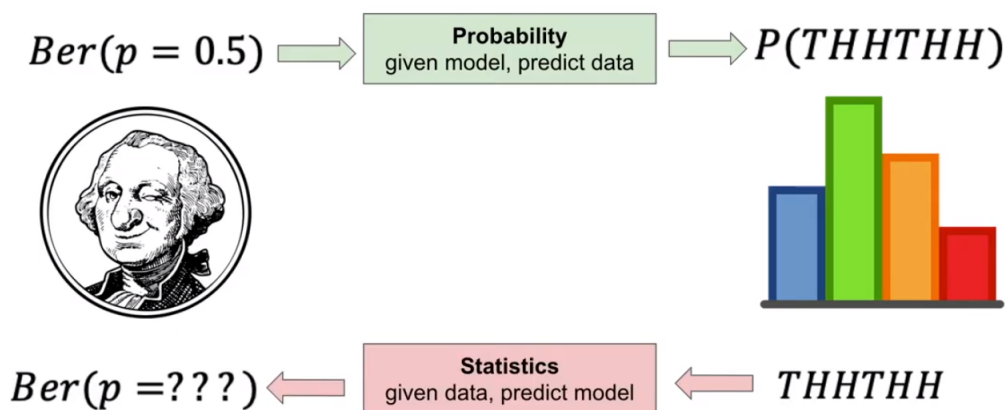 Ber(p = 0.5)
Probability
given model, predict data
P(THHTHH)
Ber(p =???)
Statistics
given data, predict model
THHTHH